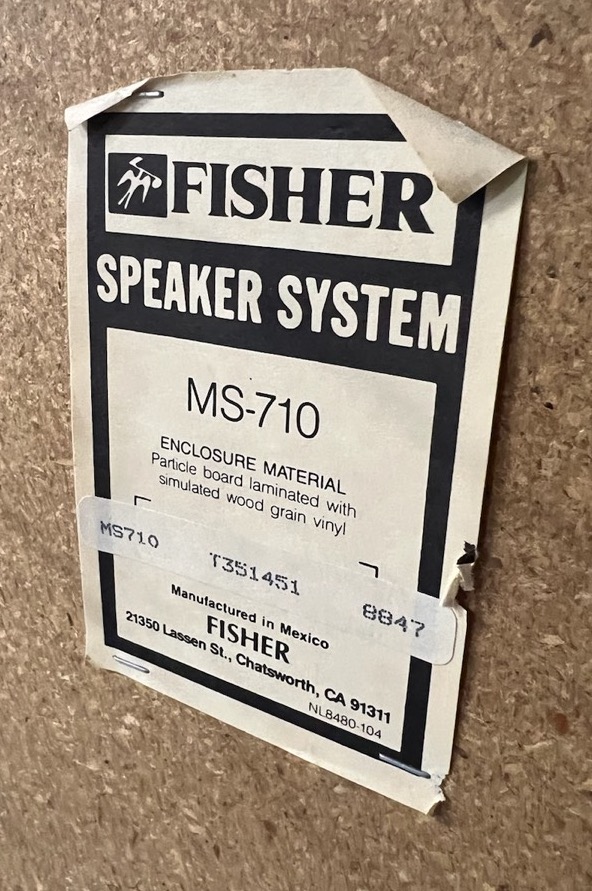 FISHER
SPEAKER SYSTEM
MS-710
ENCLOSURE MATERIAL
Particle board laminated with
simulated wood grain vinyl
MS710 T351451 8847
Manufactured in Mexico
FISHER
21350 Lassen St., Chatsworth, CA 91311
NL8480-104